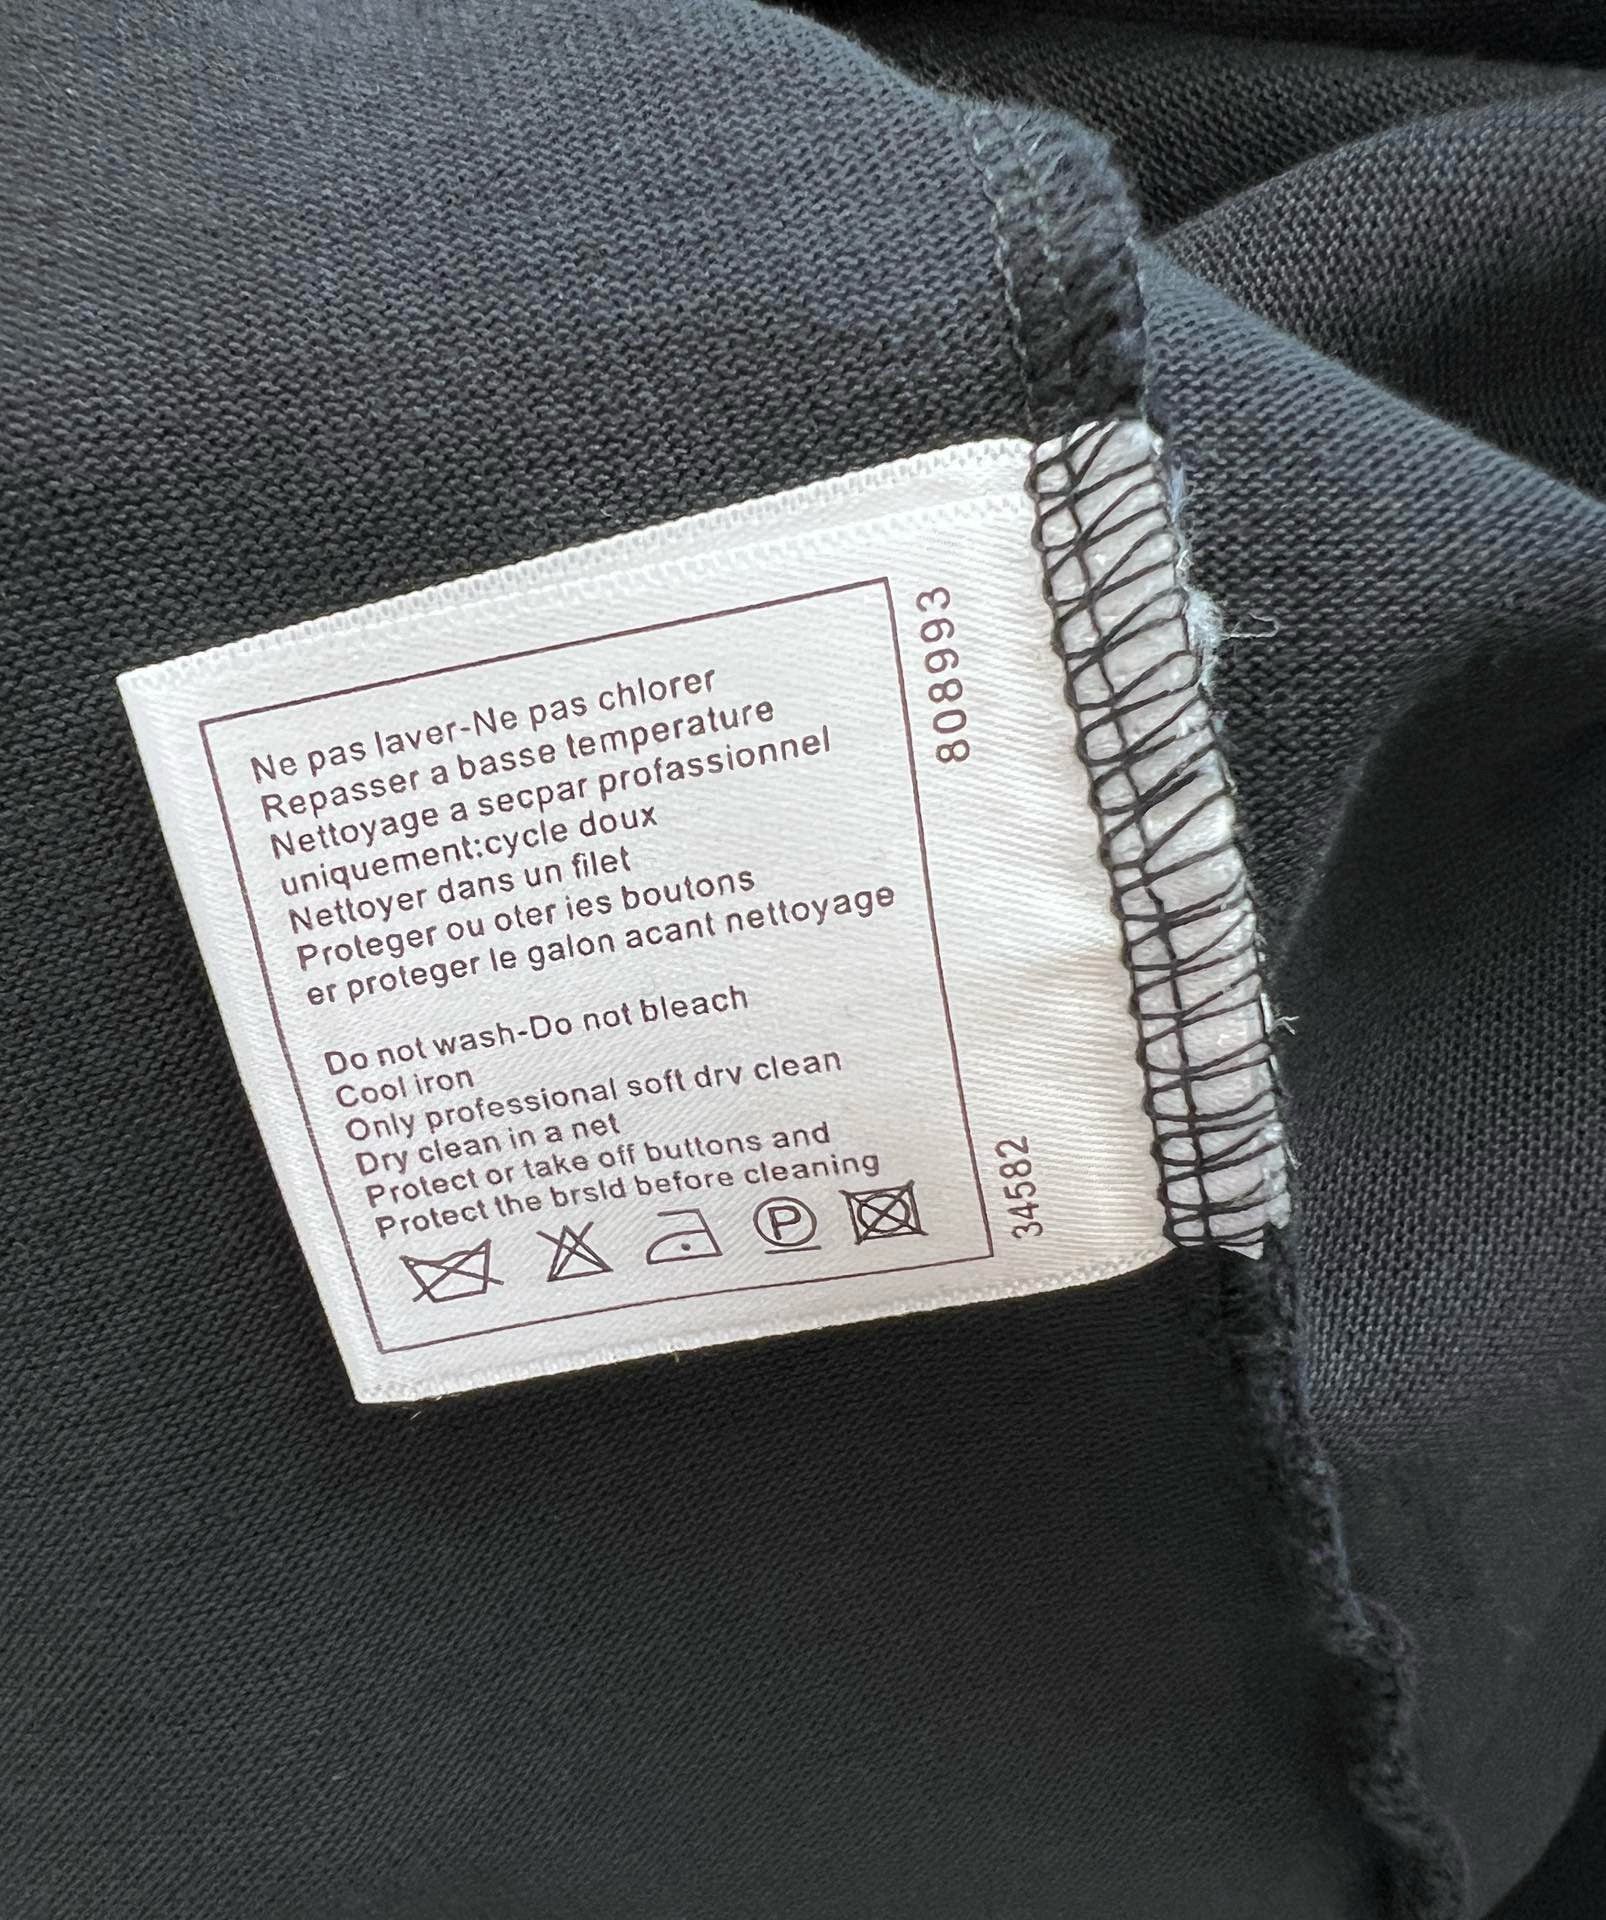 Ne pas laver-Ne pas chlorer
Repasser a basse temperature
Nettoyage a secpar profassionnel
uniquement:cycle doux
Nettoyer dans un filet
Proteger ou oter ies boutons
er proteger le galon acant nettoyage
Do not wash-Do not bleach
Cool iron
Only professional soft drv clean
Dry clean in a net
Protect or take off buttons and
Protect the brsld before cleaning
P
808993
34582